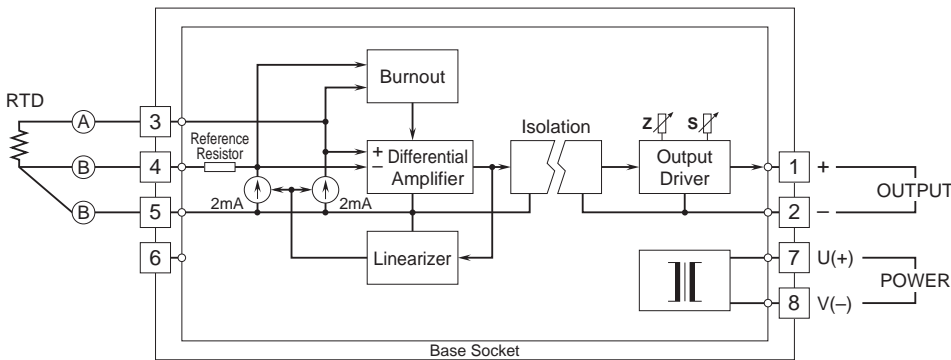 RTD
A
B
B
3
4
5
6
Reference
Resistor
2mA
2mA
Burnout
+
–
Differential
Amplifier
Linearizer
Isolation
Z
S
Output
Driver
1
+
2
–
OUTPUT
7
U(+)
8
V(–)
POWER
Base Socket